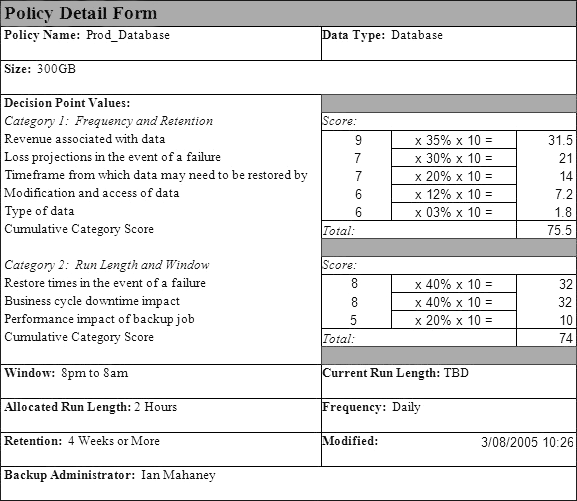 Policy Detail Form
Policy Name: Prod_Database Data Type: Database
Size: 300GB
Decision Point Values:
Category 1: Frequency and Retention Score:
Revenue associated with data 9 x 35% x 10 = 31.5
Loss projections in the event of a failure 7 x 30% x 10 = 21
Timeframe from which data may need to be restored by 7 x 20% x 10 = 14
Modification and access of data 6 x 12% x 10 = 7.2
Type of data 6 x 03% x 10 = 1.8
Cumulative Category Score Total: 75.5
Category 2: Run Length and Window Score:
Restore times in the event of a failure 8 x 40% x 10 = 32
Business cycle downtime impact 8 x 40% x 10 = 32
Performance impact of backup job 5 x 20% x 10 = 10
Cumulative Category Score Total: 74
Window: 8pm to 8am Current Run Length: TBD
Allocated Run Length: 2 Hours Frequency: Daily
Retention: 4 Weeks or More Modified: 3/08/2005 10:26
Backup Administrator: Ian Mahaney